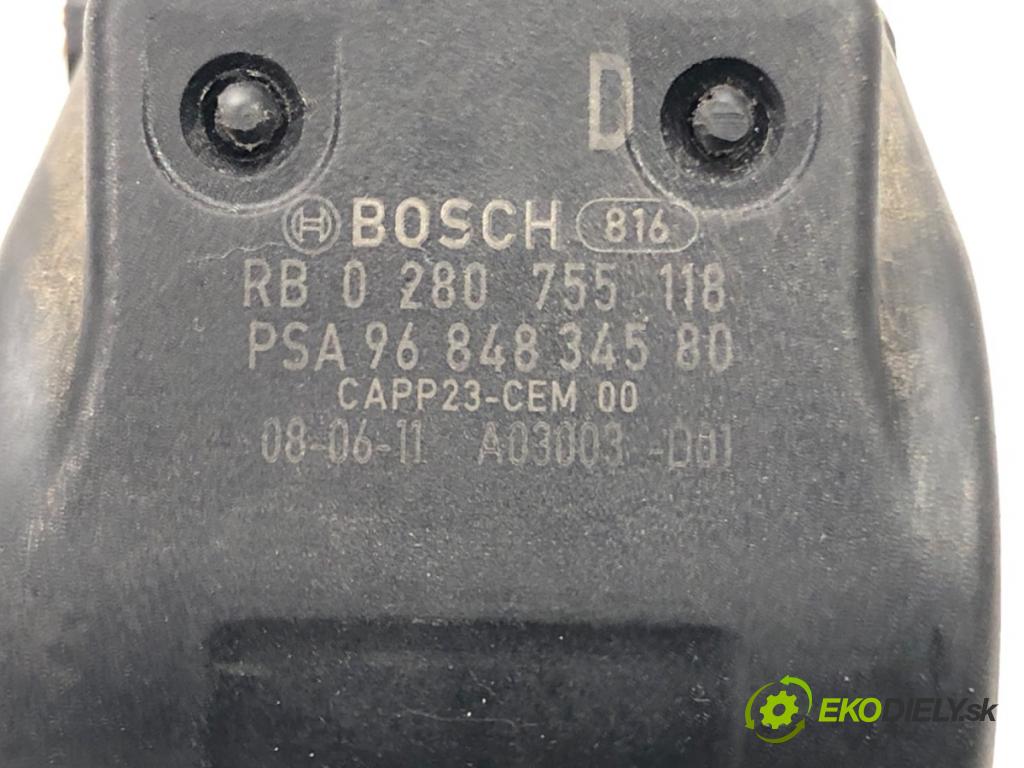 D
BOSCH 816
RB 0 280 755 118
PSA 96 848 345 80
CAPP23-CEM 00
08-06-11 A03003 -D01
EKODIELY.sk